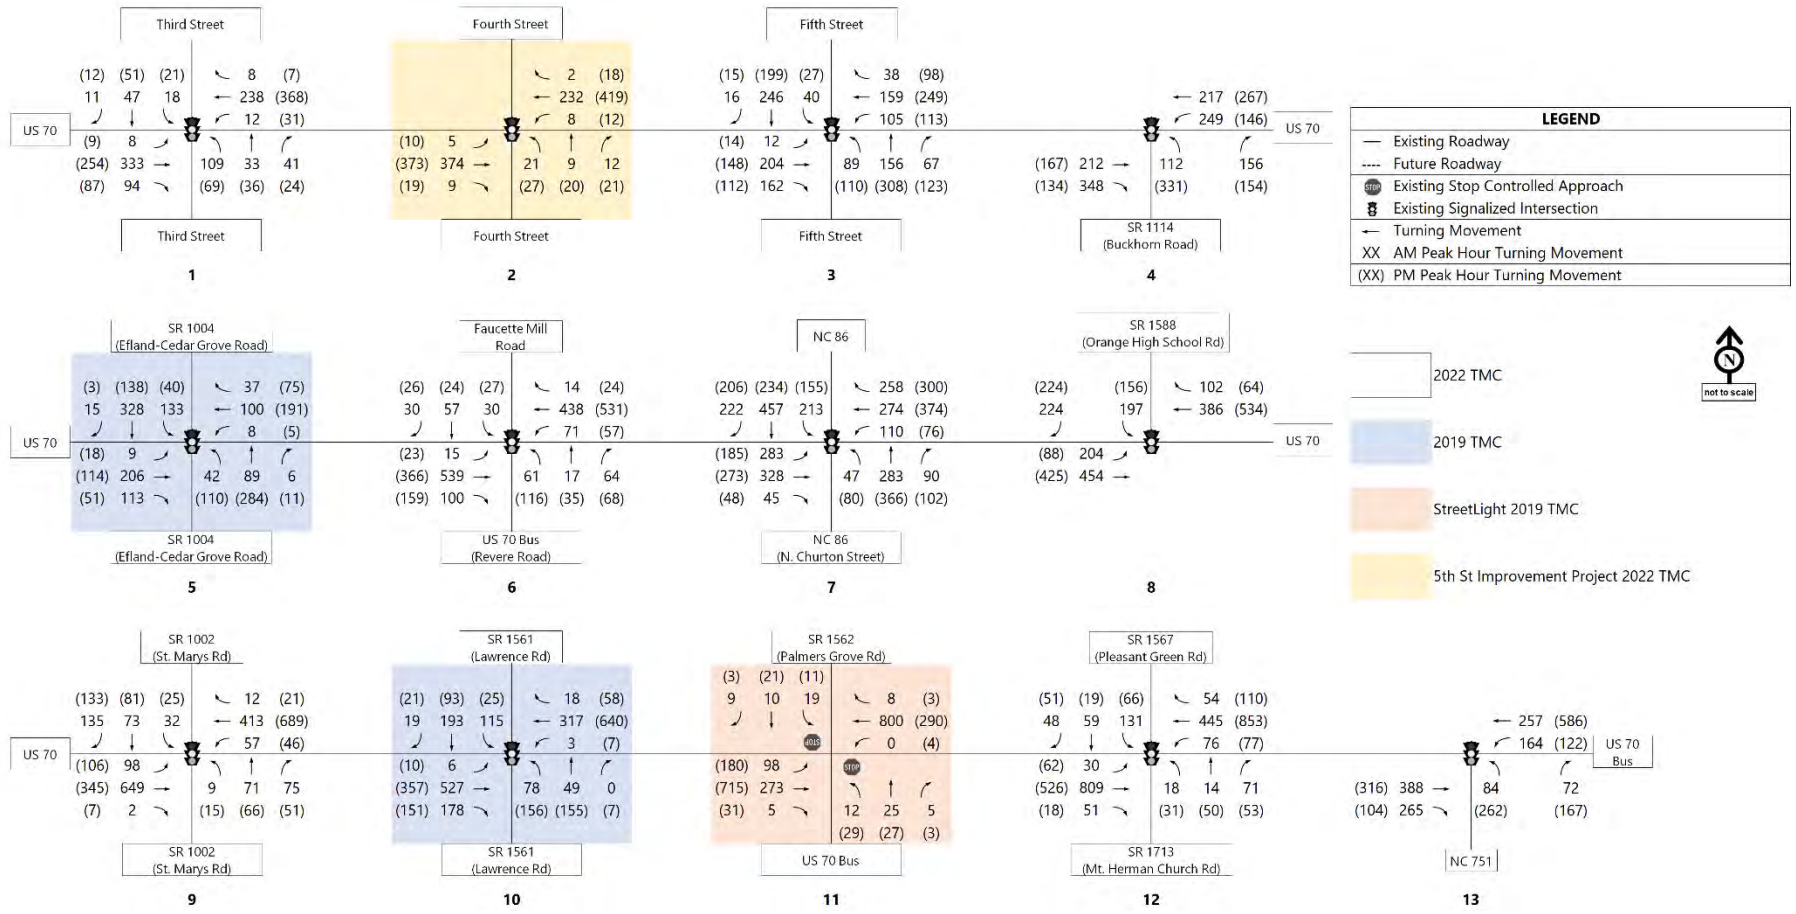 Third Street
Fourth Street
Fifth Street
(12) (51) (21) 8 (7)
11 47 18 238 (368)
12 (31)
US 70
(9) 8
(254) 333 109 33 41
(87) 94 (69) (36) (24)
Third Street
1
2 (18)
232 (419)
8 (12)
(10) 5
(373) 374 21 9 12
(19) 9 (27) (20) (21)
Fourth Street
2
(15) (199) (27) 38 (98)
16 246 40 159 (249)
105 (113)
(14) 12
(148) 204 89 156 67
(112) 162 (110) (308) (123)
Fifth Street
3
217 (267)
249 (146)
US 70
(167) 212 112 156
(134) 348 (331) (154)
SR 1114
(Buckhorn Road)
4
LEGEND
Existing Roadway
Future Roadway
STOP Existing Stop Controlled Approach
Existing Signalized Intersection
Turning Movement
XX AM Peak Hour Turning Movement
(XX) PM Peak Hour Turning Movement
N
not to scale
2022 TMC
2019 TMC
StreetLight 2019 TMC
5th St Improvement Project 2022 TMC
SR 1004
(Efland-Cedar Grove Road)
(3) (138) (40) 37 (75)
15 328 133 100 (191)
8 (5)
US 70
(18) 9
(114) 206 42 89 6
(51) 113 (110) (284) (11)
SR 1004
(Efland-Cedar Grove Road)
5
Faucette Mill
Road
(26) (24) (27) 14 (24)
30 57 30 438 (531)
71 (57)
(23) 15
(366) 539 61 17 64
(159) 100 (116) (35) (68)
US 70 Bus
(Revere Road)
6
NC 86
(206) (234) (155) 258 (300)
222 457 213 274 (374)
110 (76)
(185) 283
(273) 328 47 283 90
(48) 45 (80) (366) (102)
NC 86
(N. Churton Street)
7
SR 1588
(Orange High School Rd)
(224) (156) 102 (64)
224 197 386 (534)
US 70
(88) 204
(425) 454
8
SR 1002
(St. Marys Rd)
(133) (81) (25) 12 (21)
135 73 32 413 (689)
57 (46)
US 70
(106) 98
(345) 649 9 71 75
(7) 2 (15) (66) (51)
SR 1002
(St. Marys Rd)
9
SR 1561
(Lawrence Rd)
(21) (93) (25) 18 (58)
19 193 115 317 (640)
3 (7)
(10) 6
(357) 527 78 49 0
(151) 178 (156) (155) (7)
SR 1561
(Lawrence Rd)
10
SR 1562
(Palmers Grove Rd)
(3) (21) (11)
9 10 19 8 (3)
800 (290)
STOP 0 (4)
(180) 98 STOP
(715) 273
(31) 5 12 25 5
(29) (27) (3)
US 70 Bus
11
SR 1567
(Pleasant Green Rd)
(51) (19) (66) 54 (110)
48 59 131 445 (853)
76 (77)
(62) 30
(526) 809 18 14 71
(18) 51 (31) (50) (53)
SR 1713
(Mt. Herman Church Rd)
12
257 (586)
164 (122)
US 70
Bus
(316) 388 84 72
(104) 265 (262) (167)
NC 751
13